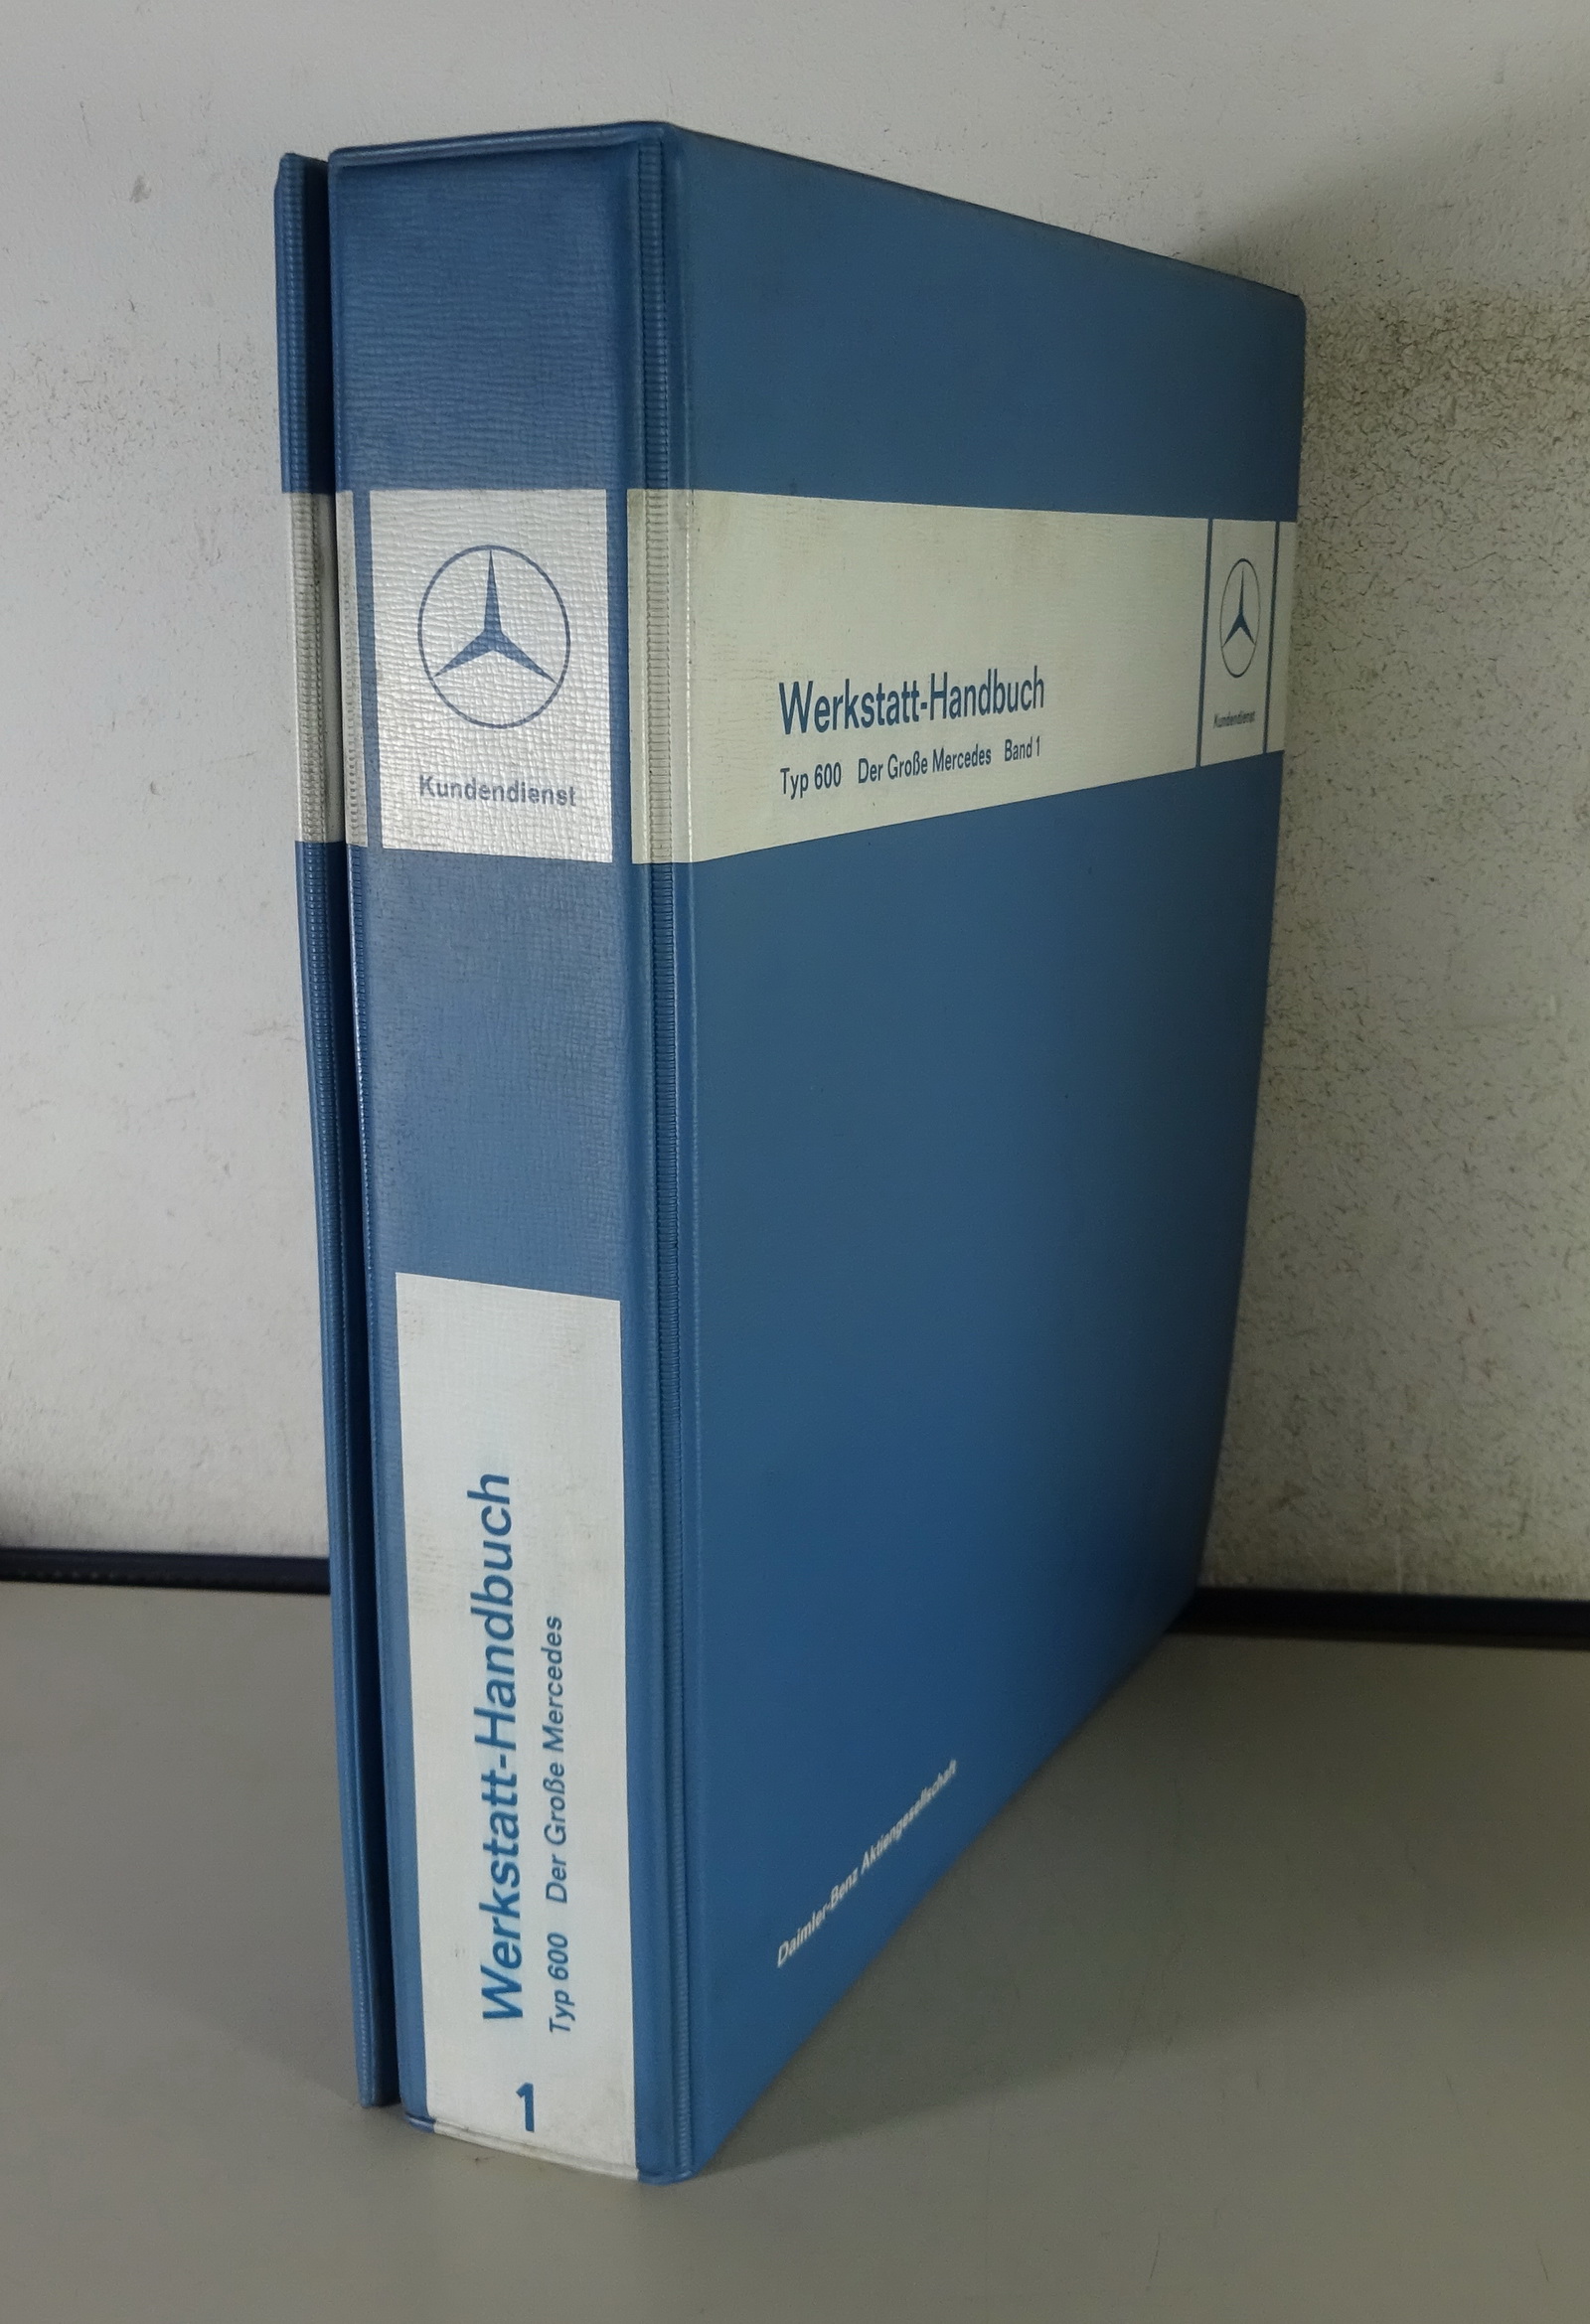 Kundendienst
Werkstatt-Handbuch
Typ 600 Der Große Mercedes
1
Werkstatt-Handbuch
Typ 600 Der Große Mercedes Band 1
Kundendienst
Daimler-Benz Aktiengesellschaft